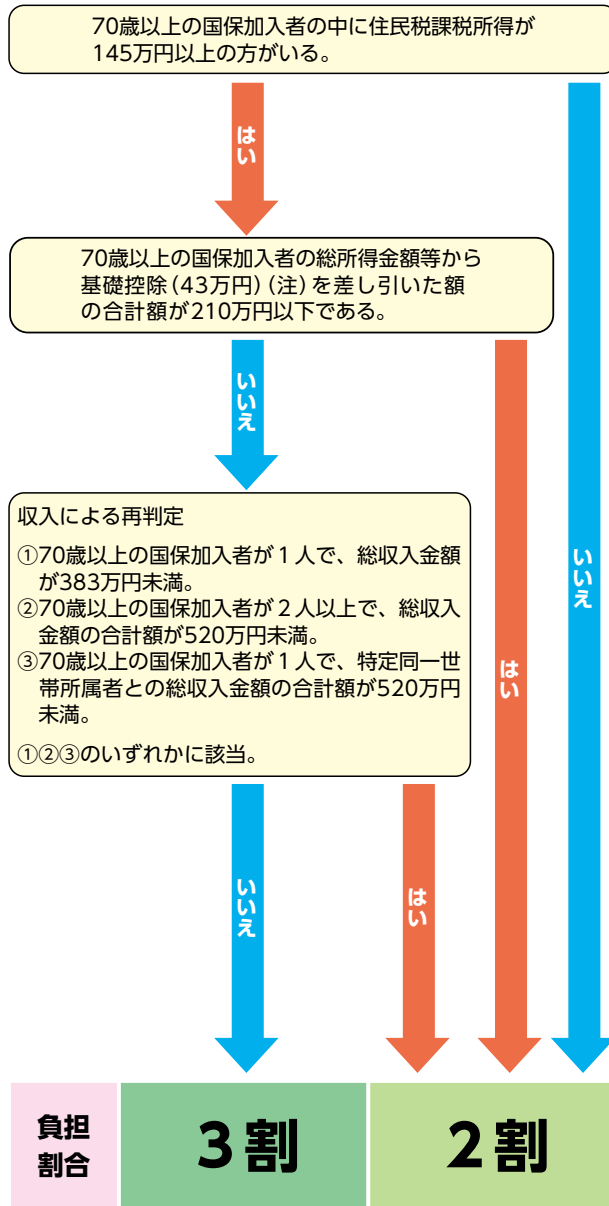 70歳以上の国保加入者の中に住民税課税所得が
145万円以上の方がいる。
はい
70歳以上の国保加入者の総所得金額等から
基礎控除(43万円)(注)を差し引いた額
の合計額が210万円以下である。
いいえ
収入による再判定
①70歳以上の国保加入者が1人で、総収入金額
が383万円未満。
②70歳以上の国保加入者が2人以上で、総収入
金額の合計額が520万円未満。
③70歳以上の国保加入者が1人で、特定同一世
帯所属者との総収入金額の合計額が520万円
未満。
①②③のいずれかに該当。
いいえ
はい
はい
いいえ
負担
割合
3割
2割